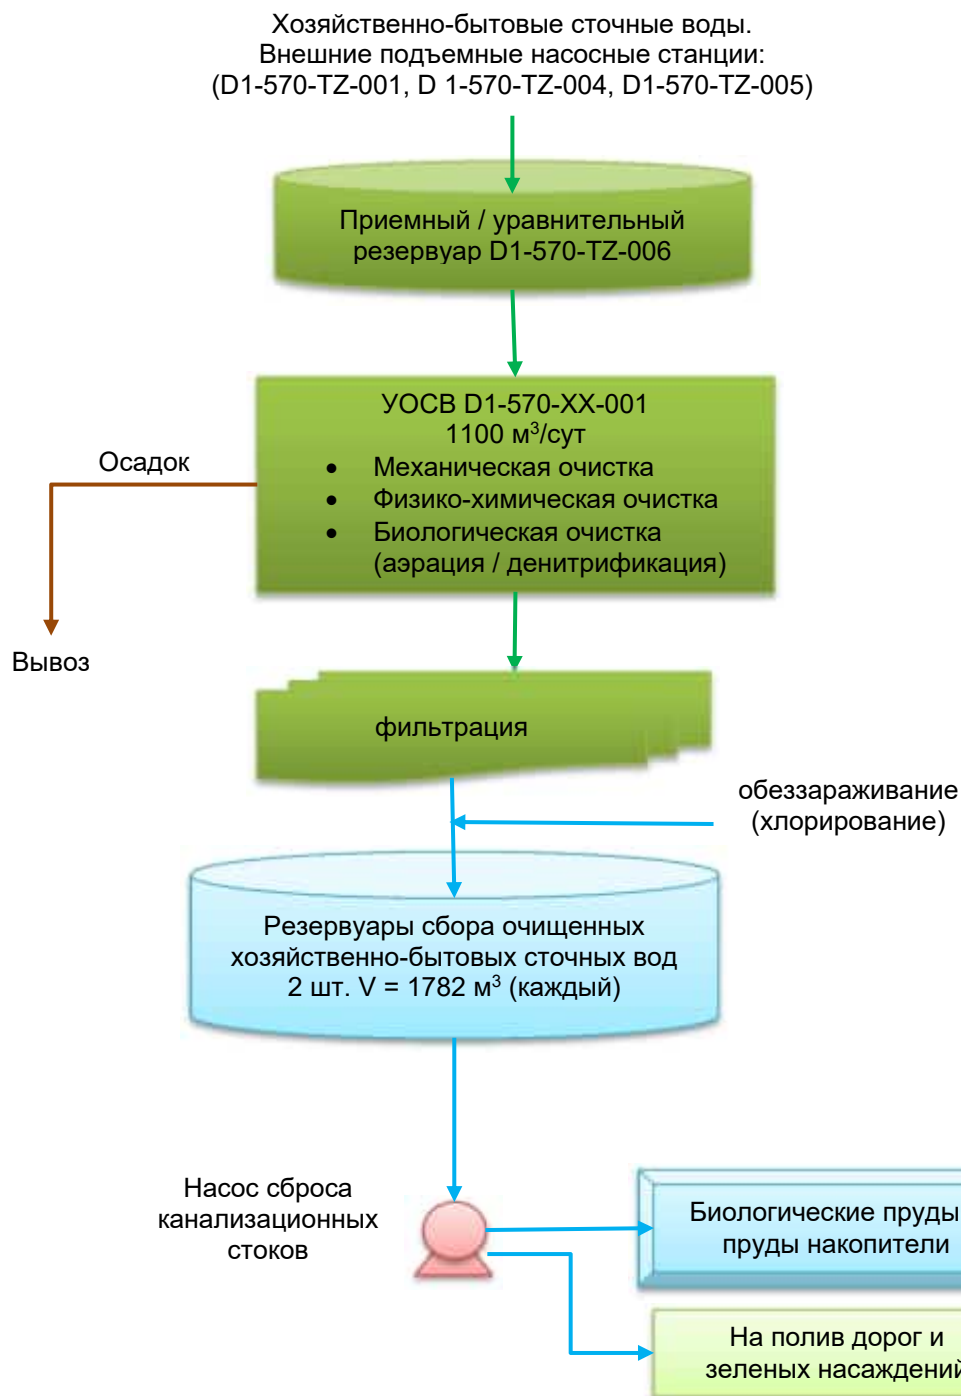 Хозяйственно-бытовые сточные воды.
Внешние подъемные насосные станции:
(D1-570-TZ-001, D 1-570-TZ-004, D1-570-TZ-005)
Приемный / уравнительный
резервуар D1-570-TZ-006
УОСВ D1-570-XX-001
1100 м³/сут
• Механическая очистка
• Физико-химическая очистка
• Биологическая очистка
(аэрация / денитрификация)
Осадок
Вывоз
фильтрация
обеззараживание
(хлорирование)
Резервуары сбора очищенных
хозяйственно-бытовых сточных вод
2 шт. V = 1782 м³ (каждый)
Насос сброса
канализационных
стоков
Биологические пруды
пруды накопители
На полив дорог и
зеленых насаждений